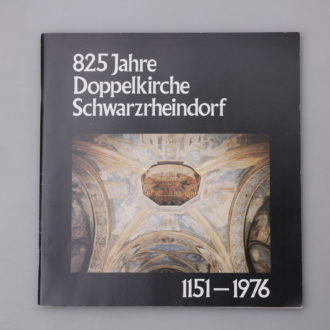 825 Jahre
Doppelkirche
Schwarzrheindorf
1151–1976